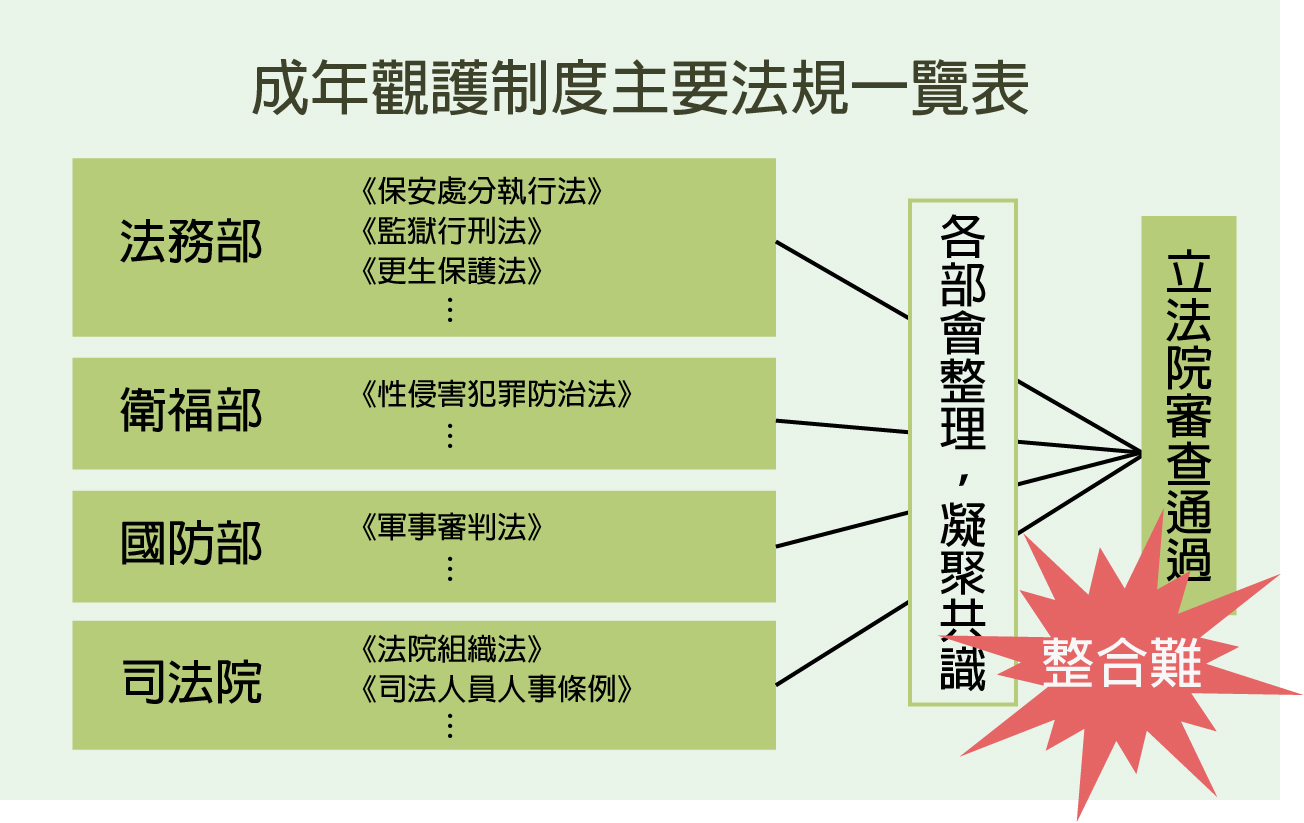 成年觀護制度主要法規一覽表
法務部
《保安處分執行法》
《監獄行刑法》
《更生保護法》
⋮
衛福部
《性侵害犯罪防治法》
⋮
國防部
《軍事審判法》
⋮
司法院
《法院組織法》
《司法人員人事條例》
⋮
各部會整理，凝聚共識
立法院審查通過
整合難